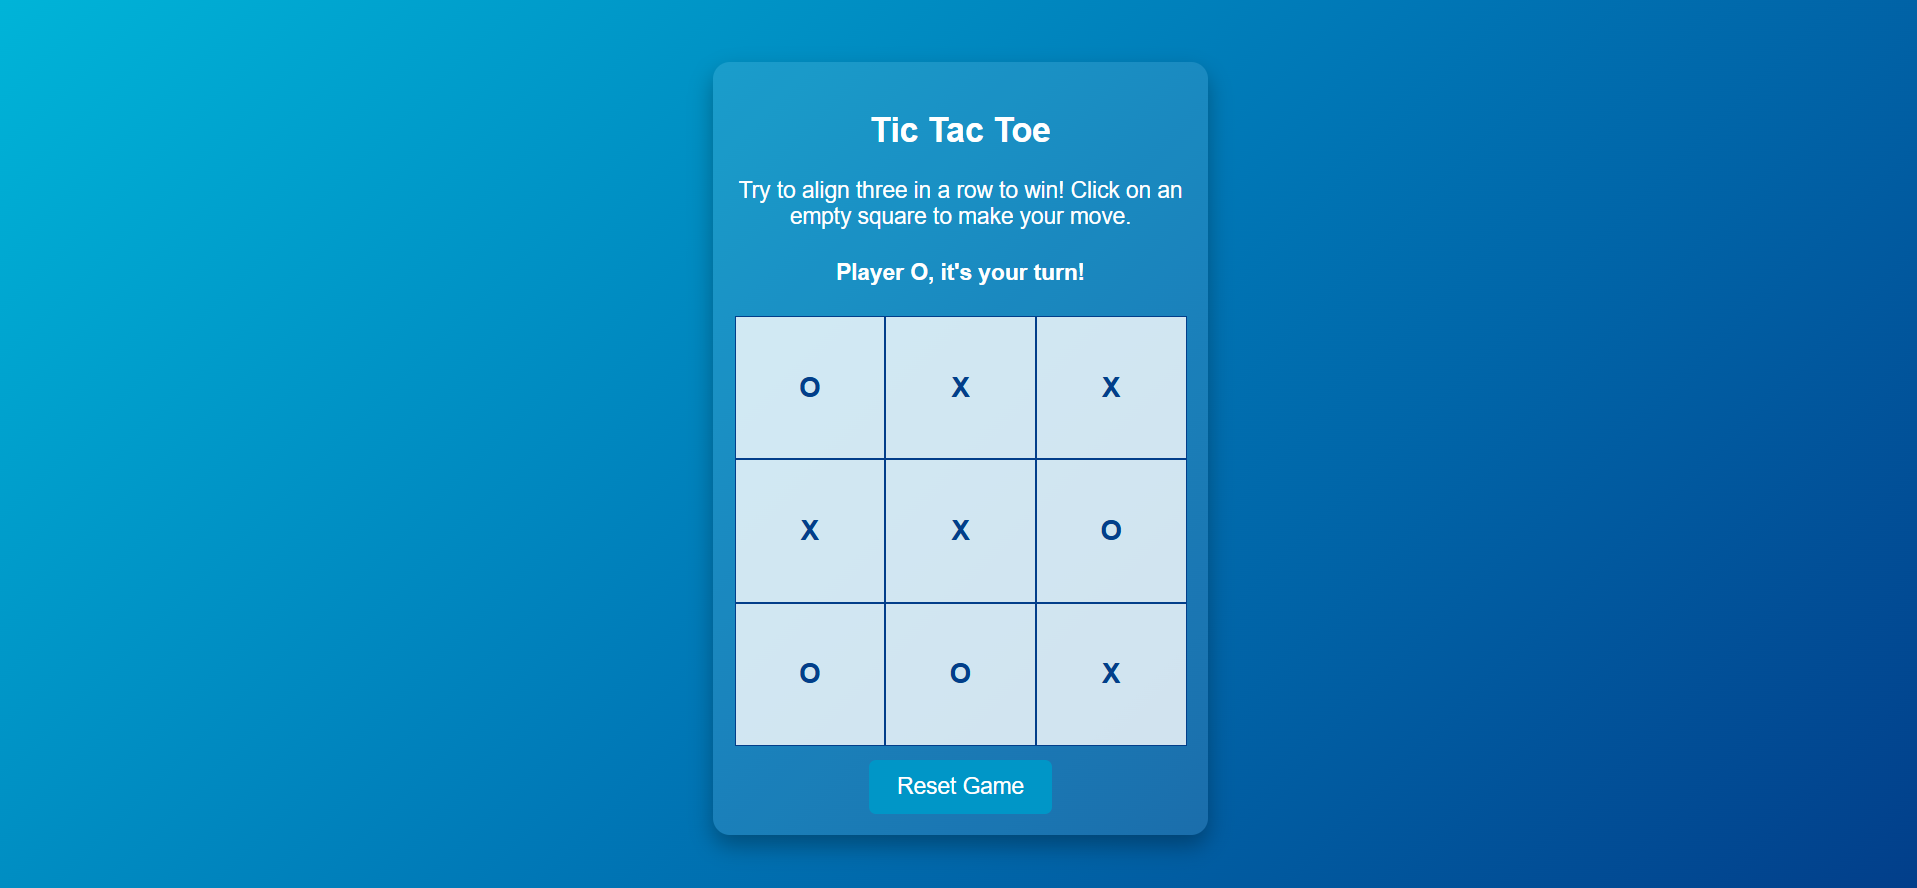 Tic Tac Toe
Try to align three in a row to win! Click on an
empty square to make your move.
Player O, it's your turn!
O X X
X X O
O O X
Reset Game